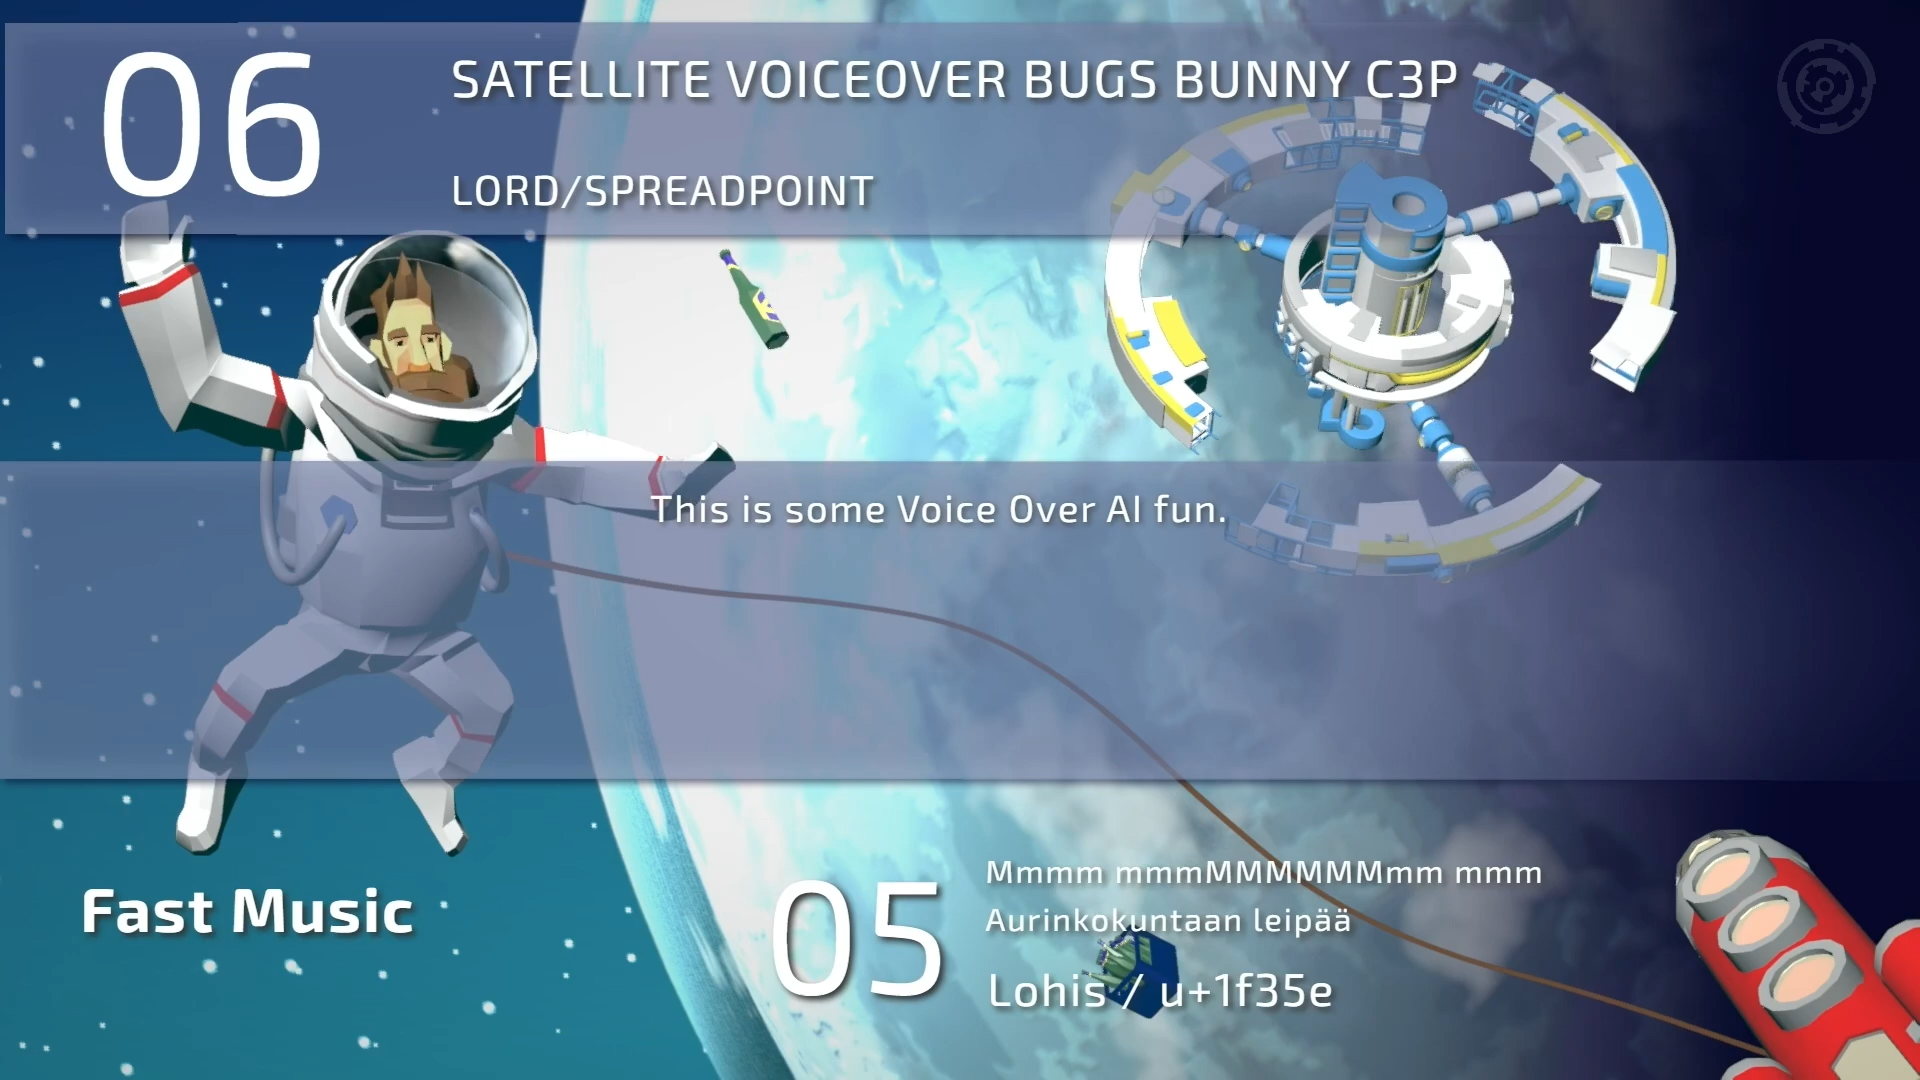 06
SATELLITE VOICEOVER BUGS BUNNY C3P
LORD/SPREADPOINT
This is some Voice Over AI fun.
Fast Music
05
Mmmm mmmMMMMMMMmm mmm
Aurinkokuntaan leipää
Lohis / u+1f35e